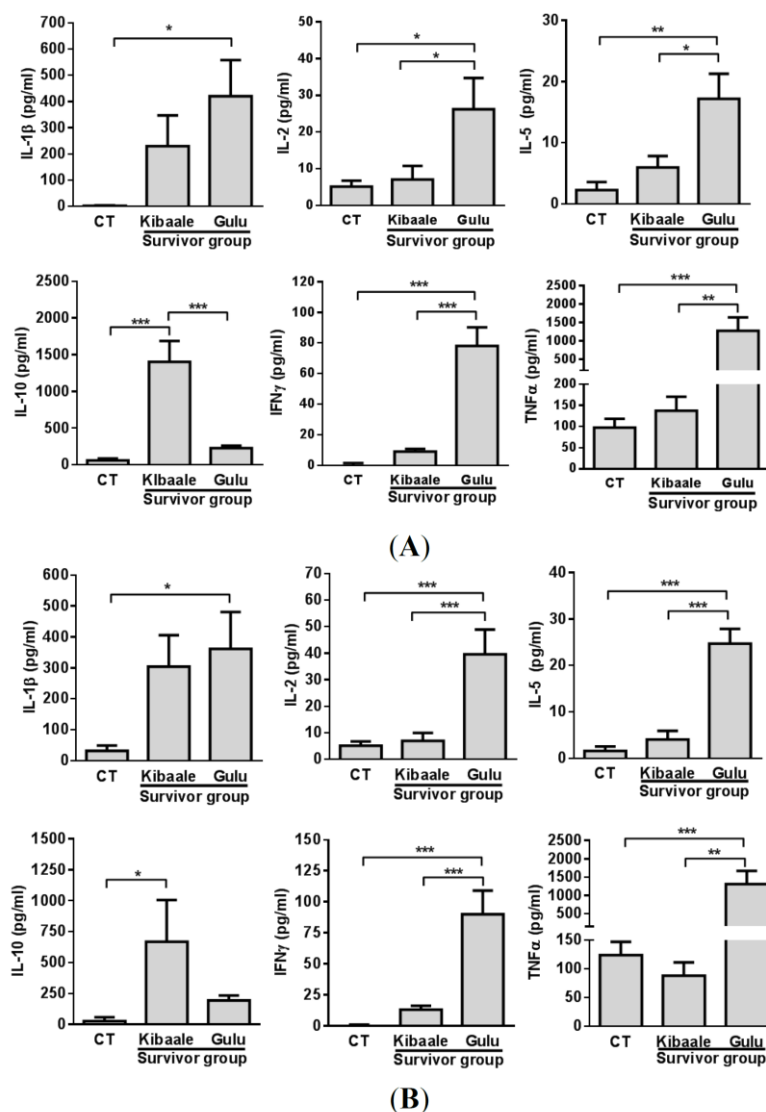 IL-1β (pg/ml)
700
600
500
400
300
200
100
0
*
CT
Kibaale
Gulu
Survivor group
IL-2 (pg/ml)
60
40
20
10
0
*
*
CT
Kibaale
Gulu
Survivor group
IL-5 (pg/ml)
30
20
10
0
**
*
CT
Kibaale
Gulu
Survivor group
IL-10 (pg/ml)
2500
2000
1500
1000
500
0
***
***
CT
KIbaale
Gulu
Survivor group
IFNγ (pg/ml)
120
100
80
60
40
20
0
***
***
CT
Kibaale
Gulu
Survivor group
TNFα (pg/ml)
2500
2000
1500
1000
500
200
150
100
50
0
***
**
CT
Kibaale
Gulu
Survivor group
(A)
IL-1β (pg/ml)
600
500
400
300
200
100
0
*
CT
Kibaale
Gulu
Survivor group
IL-2 (pg/ml)
70
60
50
40
30
20
10
0
***
***
CT
Kibaale
Gulu
Survivor group
IL-5 (pg/ml)
40
30
20
10
0
***
***
CT
Kibaale
Gulu
Survivor group
IL-10 (pg/ml)
1500
1250
1000
750
500
250
0
*
CT
Kibaale
Gulu
Survivor group
IFNγ (pg/ml)
150
125
100
75
50
25
0
***
***
CT
Kibaale
Gulu
Survivor group
TNFα (pg/ml)
2500
2000
1500
1000
500
150
100
50
0
***
**
CT
Kibaale
Gulu
Survivor group
(B)